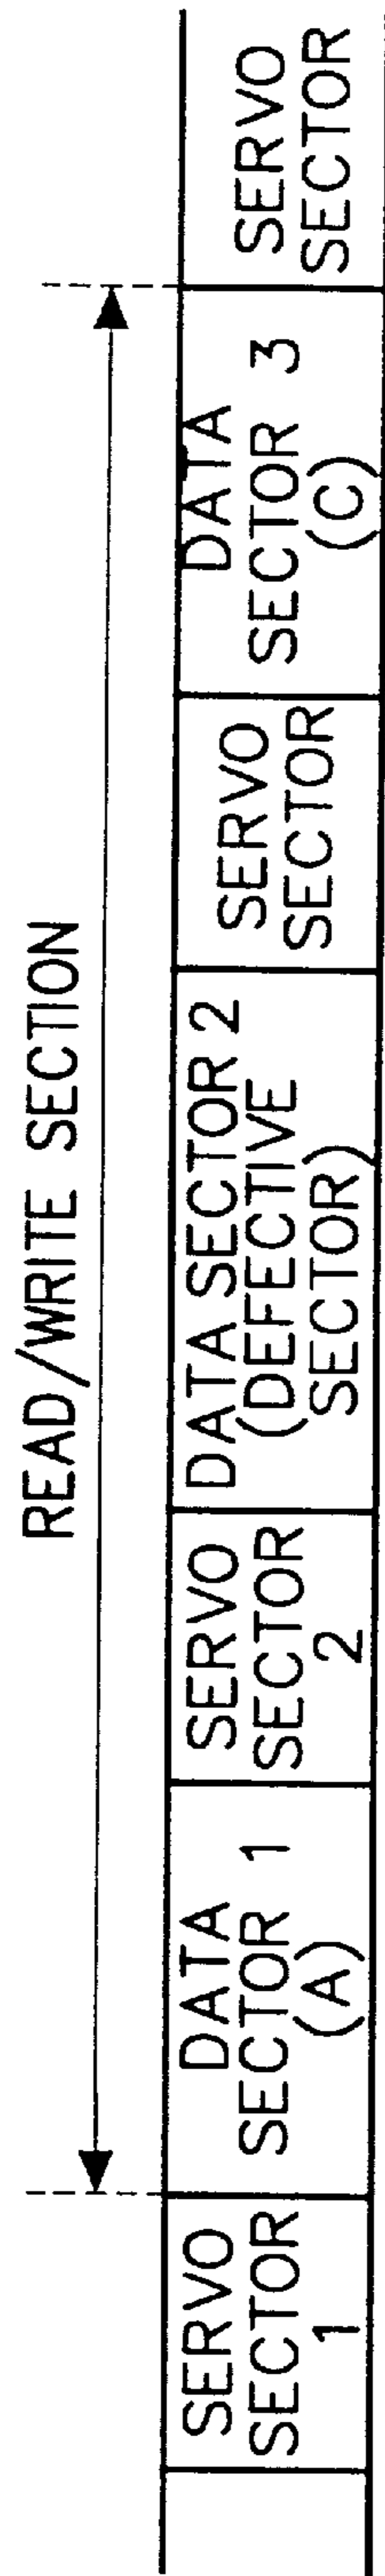 READ/WRITE SECTION
SERVO
SECTOR
1
DATA
SECTOR 1
(A)
SERVO
SECTOR
2
DATA SECTOR 2
(DEFECTIVE
SECTOR)
SERVO
SECTOR
DATA
SECTOR 3
(C)
SERVO
SECTOR